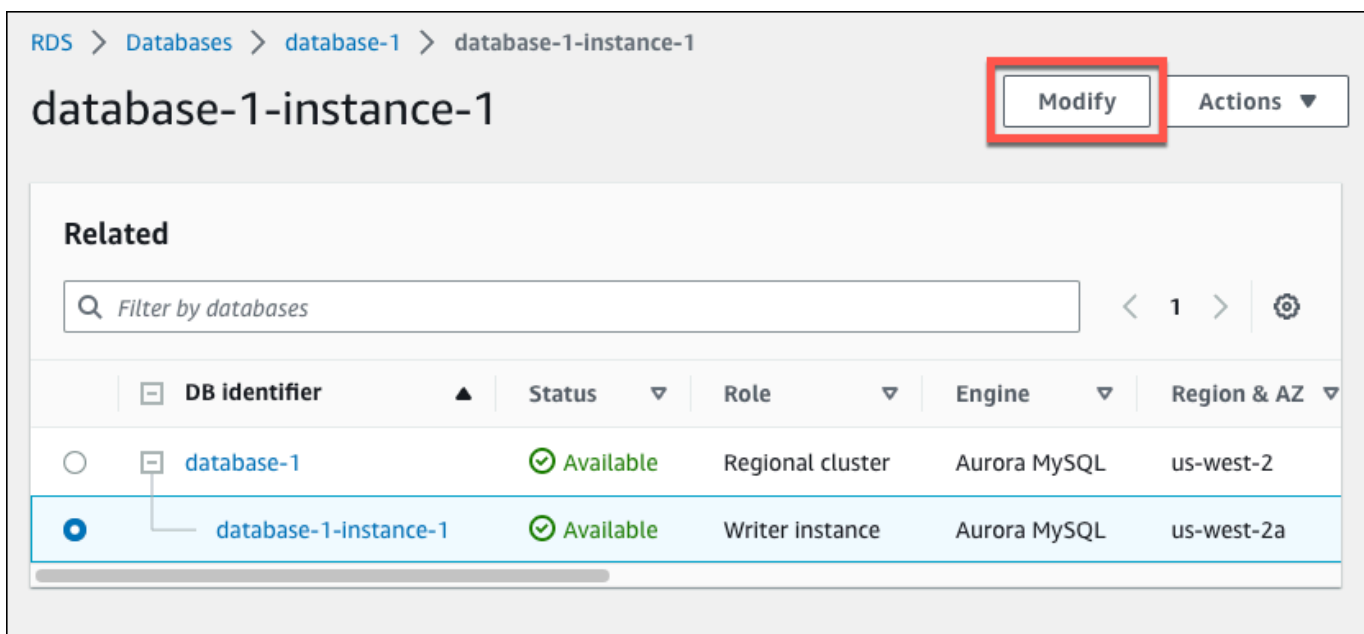 RDS > Databases > database-1 > database-1-instance-1
database-1-instance-1
Modify
Actions
Related
Filter by databases
1
DB identifier Status Role Engine Region & AZ
database-1 Available Regional cluster Aurora MySQL us-west-2
database-1-instance-1 Available Writer instance Aurora MySQL us-west-2a